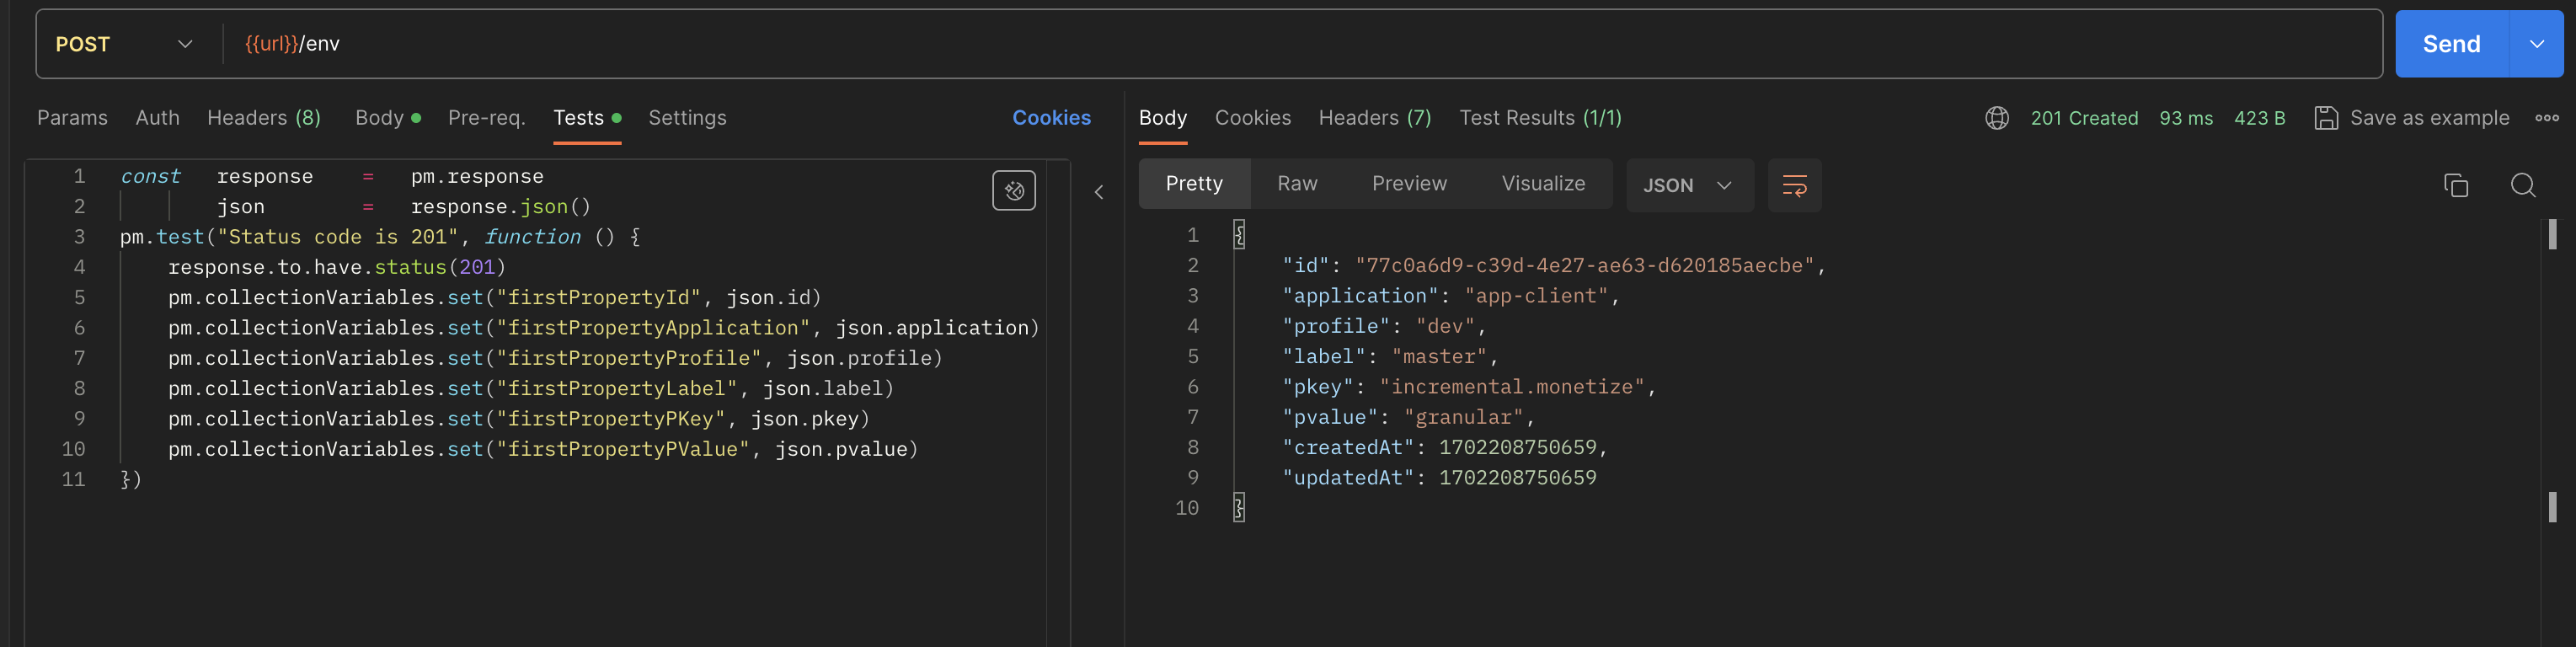 POST {{url}}/env Send
Params Auth Headers (8) Body Pre-req. Tests Settings Cookies
1 const response = pm.response
2 json = response.json()
3 pm.test("Status code is 201", function () {
4 response.to.have.status(201)
5 pm.collectionVariables.set("firstPropertyId", json.id)
6 pm.collectionVariables.set("firstPropertyApplication", json.application)
7 pm.collectionVariables.set("firstPropertyProfile", json.profile)
8 pm.collectionVariables.set("firstPropertyLabel", json.label)
9 pm.collectionVariables.set("firstPropertyPKey", json.pkey)
10 pm.collectionVariables.set("firstPropertyPValue", json.pvalue)
11 })
Body Cookies Headers (7) Test Results (1/1) 201 Created 93 ms 423 B Save as example
Pretty Raw Preview Visualize JSON
1 {
2 "id": "77c0a6d9-c39d-4e27-ae63-d620185aecbe",
3 "application": "app-client",
4 "profile": "dev",
5 "label": "master",
6 "pkey": "incremental.monetize",
7 "pvalue": "granular",
8 "createdAt": 1702208750659,
9 "updatedAt": 1702208750659
10 }